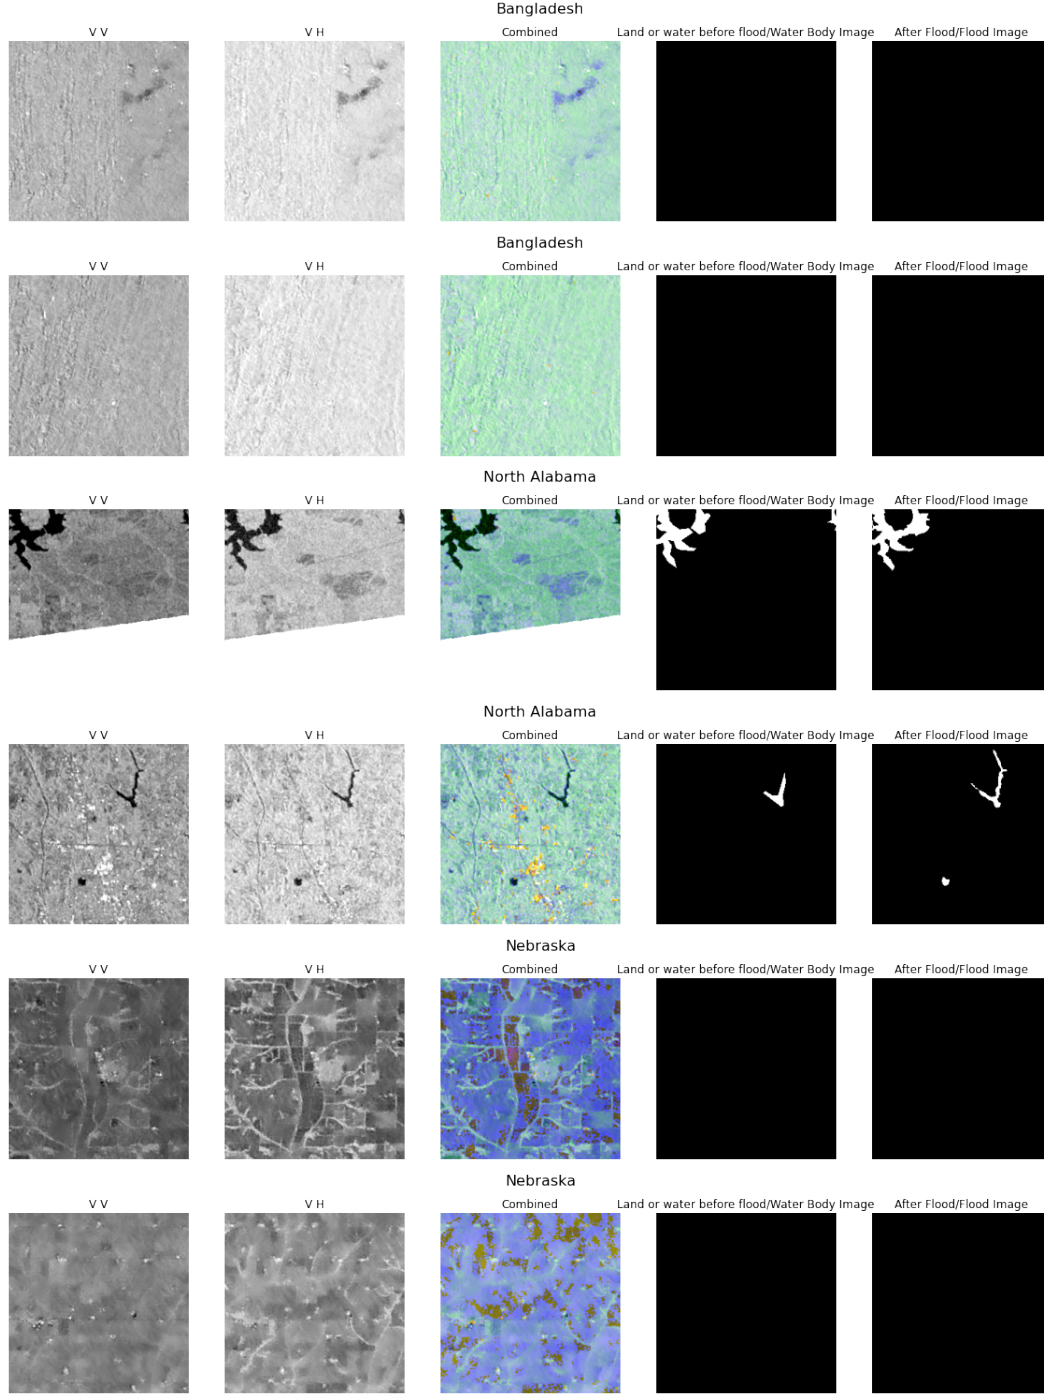 Bangladesh
V V V H Combined Land or water before flood/Water Body Image After Flood/Flood Image
Bangladesh
V V V H Combined Land or water before flood/Water Body Image After Flood/Flood Image
North Alabama
V V V H Combined Land or water before flood/Water Body Image After Flood/Flood Image
North Alabama
V V V H Combined Land or water before flood/Water Body Image After Flood/Flood Image
Nebraska
V V V H Combined Land or water before flood/Water Body Image After Flood/Flood Image
Nebraska
V V V H Combined Land or water before flood/Water Body Image After Flood/Flood Image